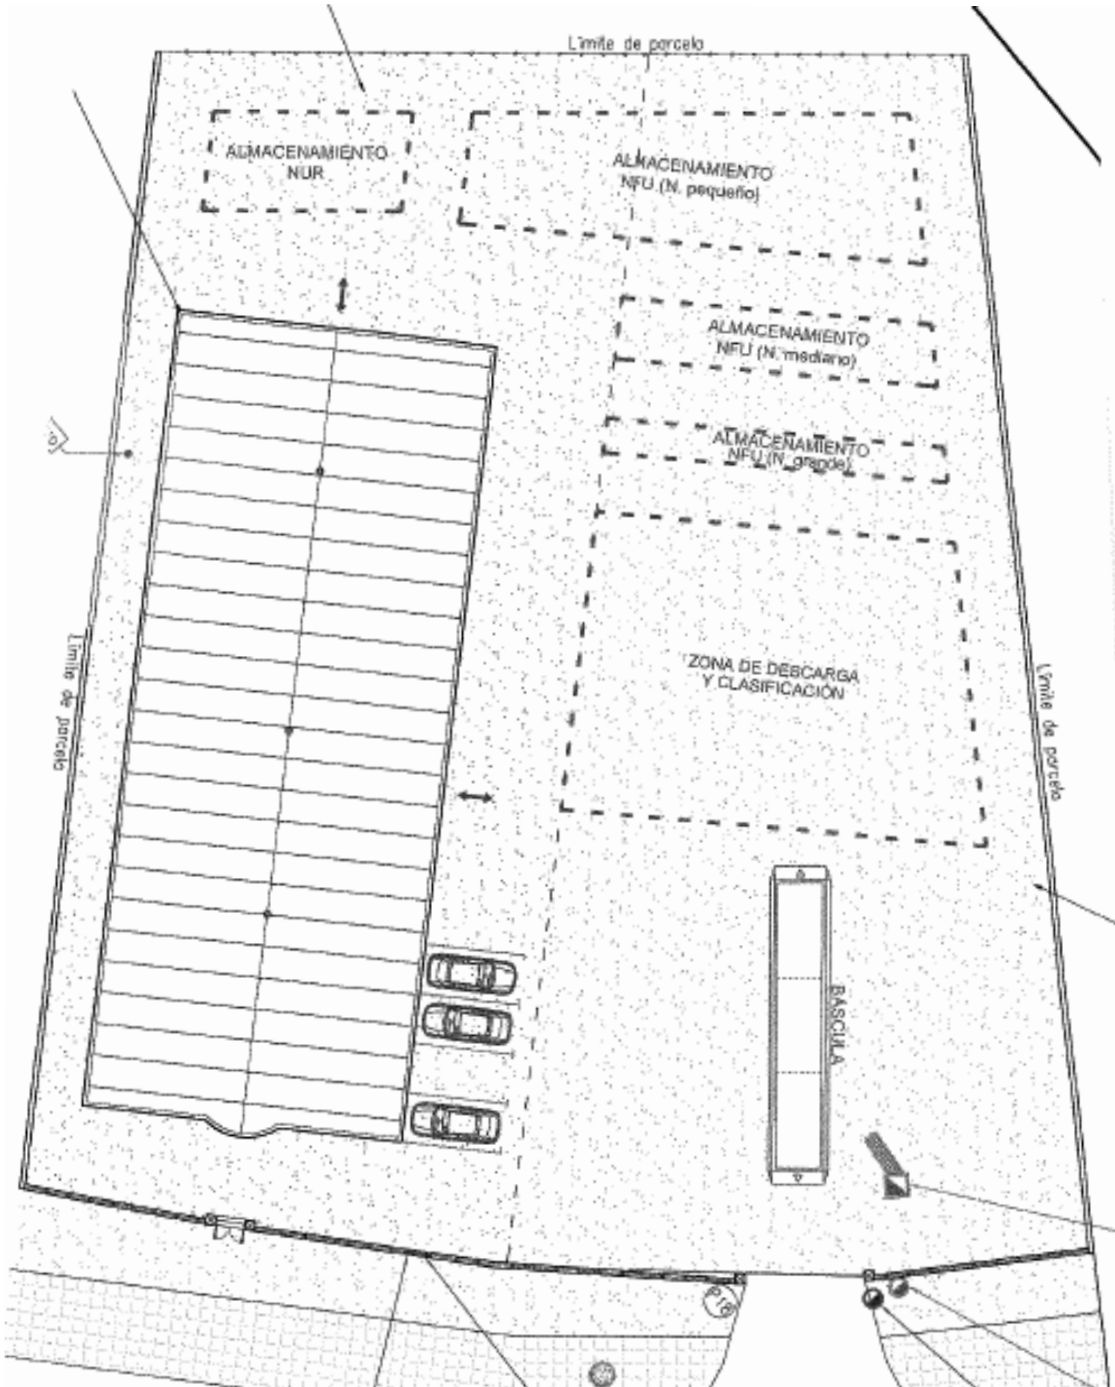 Límite de parcela
ALMACENAMIENTO
NUR
ALMACENAMIENTO
NFU (N. pequeño)
ALMACENAMIENTO
NFU (N. mediano)
ALMACENAMIENTO
NFU (N. grande)
ZONA DE DESCARGA
Y CLASIFICACIÓN
Límite de parcela
Límite de parcela
BÁSCULA
P18